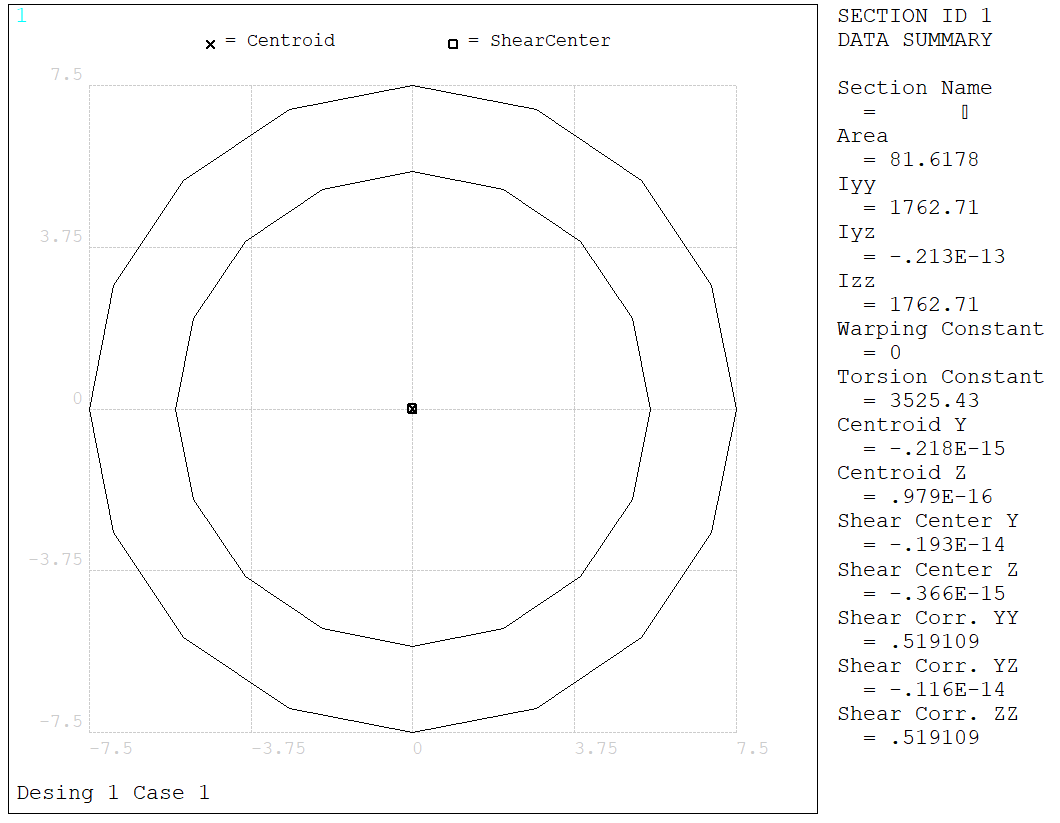 1
= Centroid
= ShearCenter
7.5
3.75
0
-3.75
-7.5
-7.5
-3.75
0
3.75
7.5
Desing 1 Case 1
SECTION ID 1
DATA SUMMARY
Section Name
=
Area
= 81.6178
Iyy
= 1762.71
Iyz
= -.213E-13
Izz
= 1762.71
Warping Constant
= 0
Torsion Constant
= 3525.43
Centroid Y
= -.218E-15
Centroid Z
= .979E-16
Shear Center Y
= -.193E-14
Shear Center Z
= -.366E-15
Shear Corr. YY
= .519109
Shear Corr. YZ
= -.116E-14
Shear Corr. ZZ
= .519109